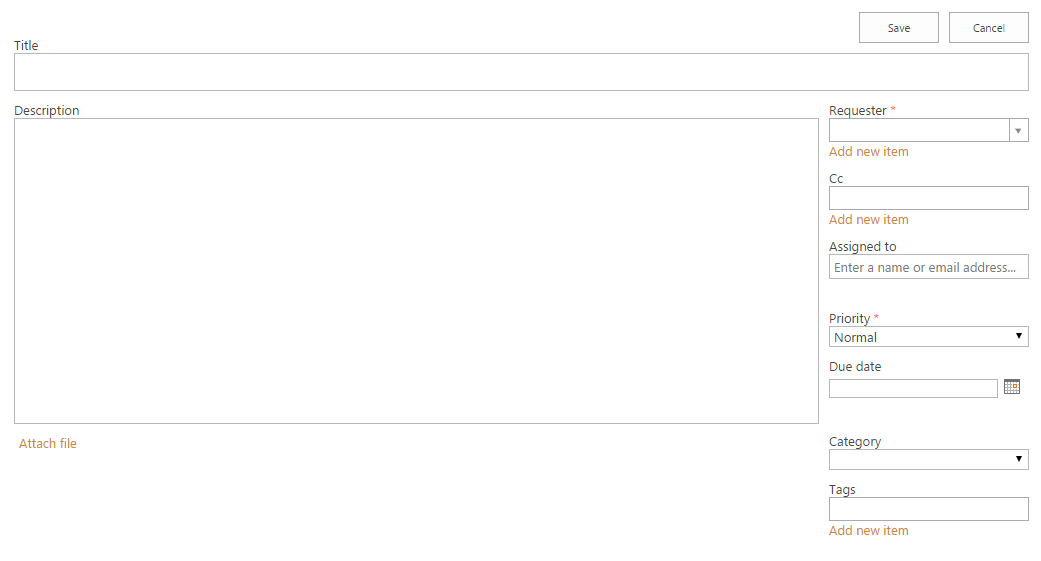 Save
Cancel
Title
Description
Requester *
Add new item
Cc
Add new item
Assigned to
Enter a name or email address...
Priority *
Normal
Due date
Attach file
Category
Tags
Add new item